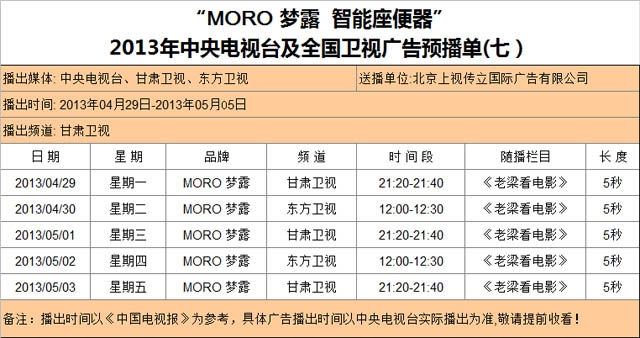 “MORO 梦露 智能座便器”
2013年中央电视台及全国卫视广告预播单(七）
播出媒体: 中央电视台、甘肃卫视、东方卫视 送播单位:北京上视传立国际广告有限公司
播出时间: 2013年04月29日-2013年05月05日
播出频道: 甘肃卫视
日 期 星 期 品牌 频 道 时 间 段 随播栏目 长 度
2013/04/29 星期一 MORO 梦露 甘肃卫视 21:20-21:40 《老梁看电影》 5秒
2013/04/30 星期二 MORO 梦露 东方卫视 12:00-12:30 《老梁看电影》 5秒
2013/05/01 星期三 MORO 梦露 甘肃卫视 21:20-21:40 《老梁看电影》 5秒
2013/05/02 星期四 MORO 梦露 东方卫视 12:00-12:30 《老梁看电影》 5秒
2013/05/03 星期五 MORO 梦露 甘肃卫视 21:20-21:40 《老梁看电影》 5秒
备注：播出时间以《中国电视报》为参考，具体广告播出时间以中央电视台实际播出为准,敬请提前收看！